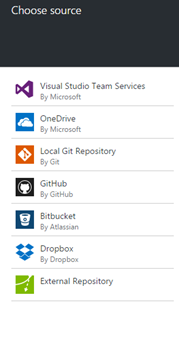 Choose source
Visual Studio Team Services
By Microsoft
OneDrive
By Microsoft
Local Git Repository
By Git
GitHub
By GitHub
Bitbucket
By Atlassian
Dropbox
By Dropbox
External Repository